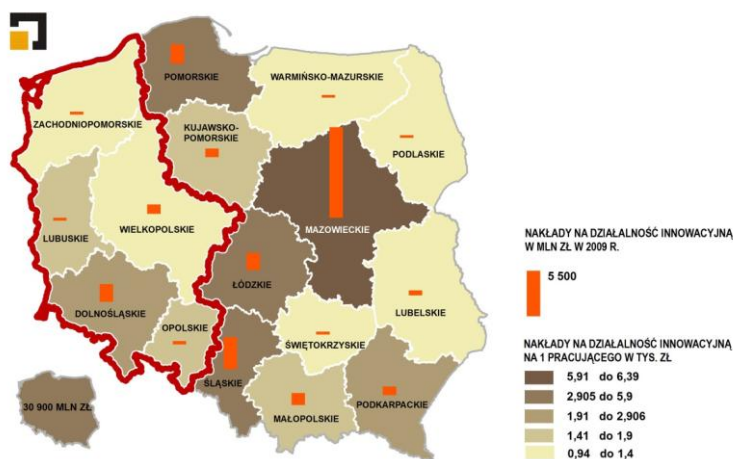 POMORSKIE
WARMIŃSKO-MAZURSKIE
ZACHODNIOPOMORSKIE
KUJAWSKO-
POMORSKIE
PODLASKIE
MAZOWIECKIE
WIELKOPOLSKIE
LUBUSKIE
ŁÓDZKIE
LUBELSKIE
DOLNOŚLĄSKIE
OPOLSKIE
ŚWIĘTOKRZYSKIE
ŚLĄSKIE
MAŁOPOLSKIE
PODKARPACKIE
30 900 MLN ZŁ
NAKŁADY NA DZIAŁALNOŚĆ INNOWACYJNĄ
W MLN ZŁ W 2009 R.
5 500
NAKŁADY NA DZIAŁALNOŚĆ INNOWACYJNĄ
NA 1 PRACUJĄCEGO W TYS. ZŁ
5,91 do 6,39
2,905 do 5,9
1,91 do 2,906
1,41 do 1,9
0,94 do 1,4